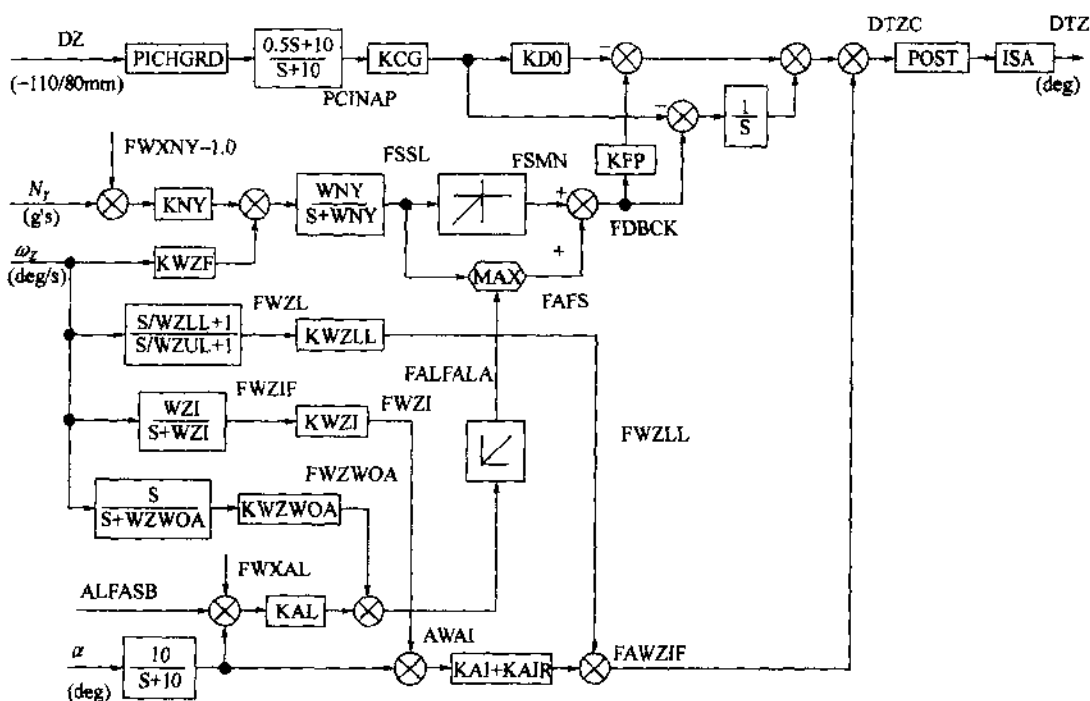 DZ
(−110/80mm)
PICHGRD
0.5S+10
S+10
PCINAP
KCG
KD0
−
DTZC
POST
ISA
DTZ
(deg)
−
1
S
FWXNY−1.0
N_Y
(g's)
KNY
WNY
S+WNY
FSSL
FSMN
KFP
+
FDBCK
+
ω_z
(deg/s)
KWZF
MAX
FAFS
S/WZLL+1
S/WZUL+1
FWZL
KWZLL
FALFALA
WZI
S+WZI
FWZIF
KWZI
FWZI
FWZLL
S
S+WZWOA
KWZWOA
FWZWOA
ALFASB
FWXAL
KAL
AWAI
α
(deg)
10
S+10
KAI+KAIR
FAWZIF